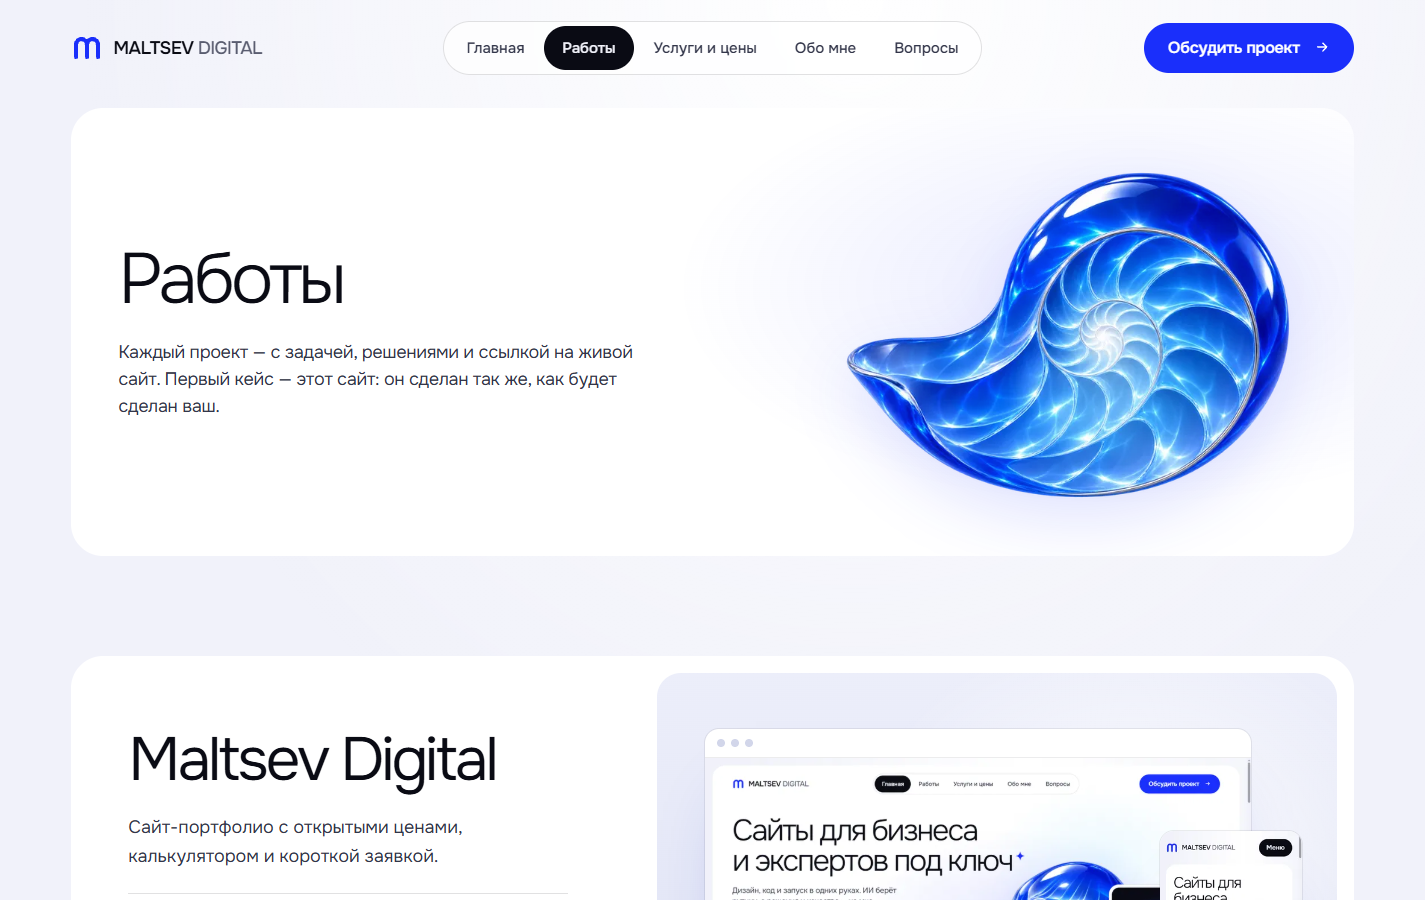 MALTSEV DIGITAL
Главная
Работы
Услуги и цены
Обо мне
Вопросы
Обсудить проект →
Работы
Каждый проект — с задачей, решениями и ссылкой на живой
сайт. Первый кейс — этот сайт: он сделан так же, как будет
сделан ваш.
Maltsev Digital
Сайт-портфолио с открытыми ценами,
калькулятором и короткой заявкой.
MALTSEV DIGITAL
Главная
Работы
Услуги и цены
Обо мне
Вопросы
Обсудить проект →
Сайты для бизнеса
и экспертов под ключ
Дизайн, код и запуск в одних руках. ИИ берёт
MALTSEV DIGITAL
Меню
Сайты для
бизнеса